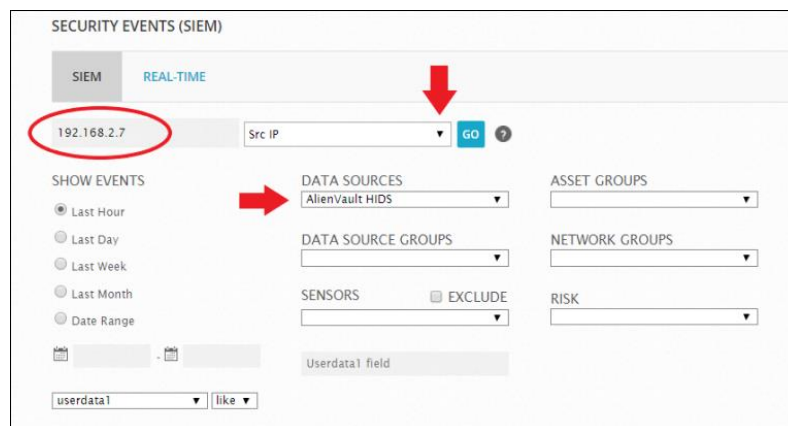 SECURITY EVENTS (SIEM)
SIEM REAL-TIME
192.168.2.7 Src IP GO ?
SHOW EVENTS DATA SOURCES ASSET GROUPS
AlienVault HIDS
Last Hour
Last Day DATA SOURCE GROUPS NETWORK GROUPS
Last Week
Last Month SENSORS EXCLUDE RISK
Date Range
- Userdata1 field
userdata1 like